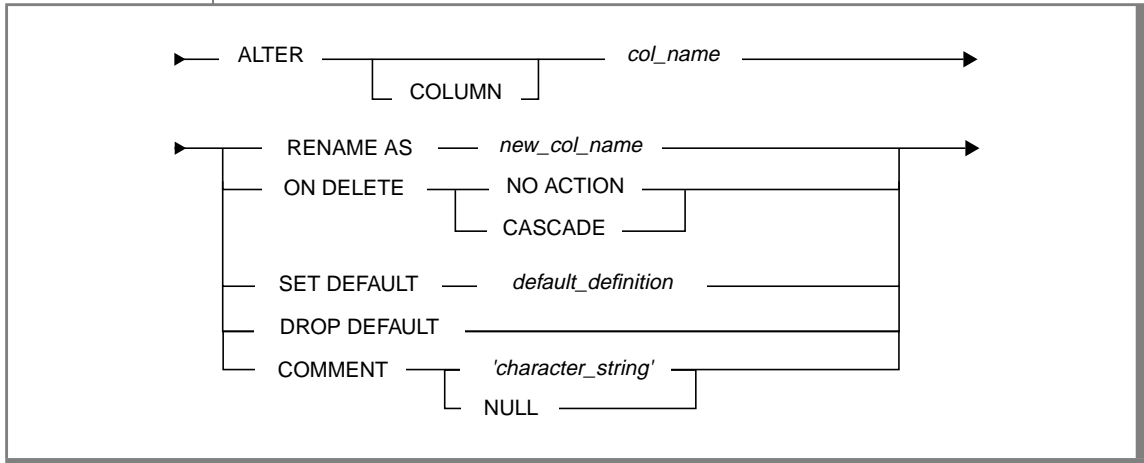 ALTER col_name
COLUMN
RENAME AS new_col_name
ON DELETE NO ACTION
CASCADE
SET DEFAULT default_definition
DROP DEFAULT
COMMENT 'character_string'
NULL